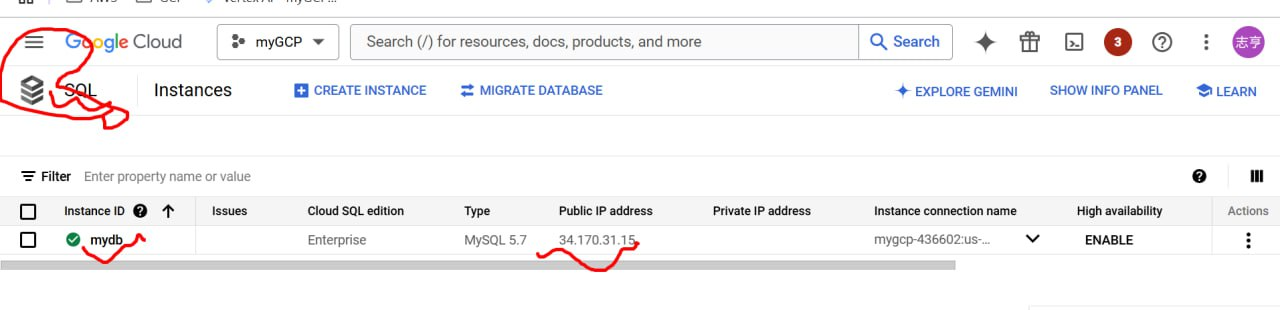 Google Cloud myGCP Search (/) for resources, docs, products, and more Search 3 志亨
SQL Instances CREATE INSTANCE MIGRATE DATABASE EXPLORE GEMINI SHOW INFO PANEL LEARN
Filter Enter property name or value
Instance ID Issues Cloud SQL edition Type Public IP address Private IP address Instance connection name High availability Actions
mydb Enterprise MySQL 5.7 34.170.31.15 mygcp-436602:us-... ENABLE